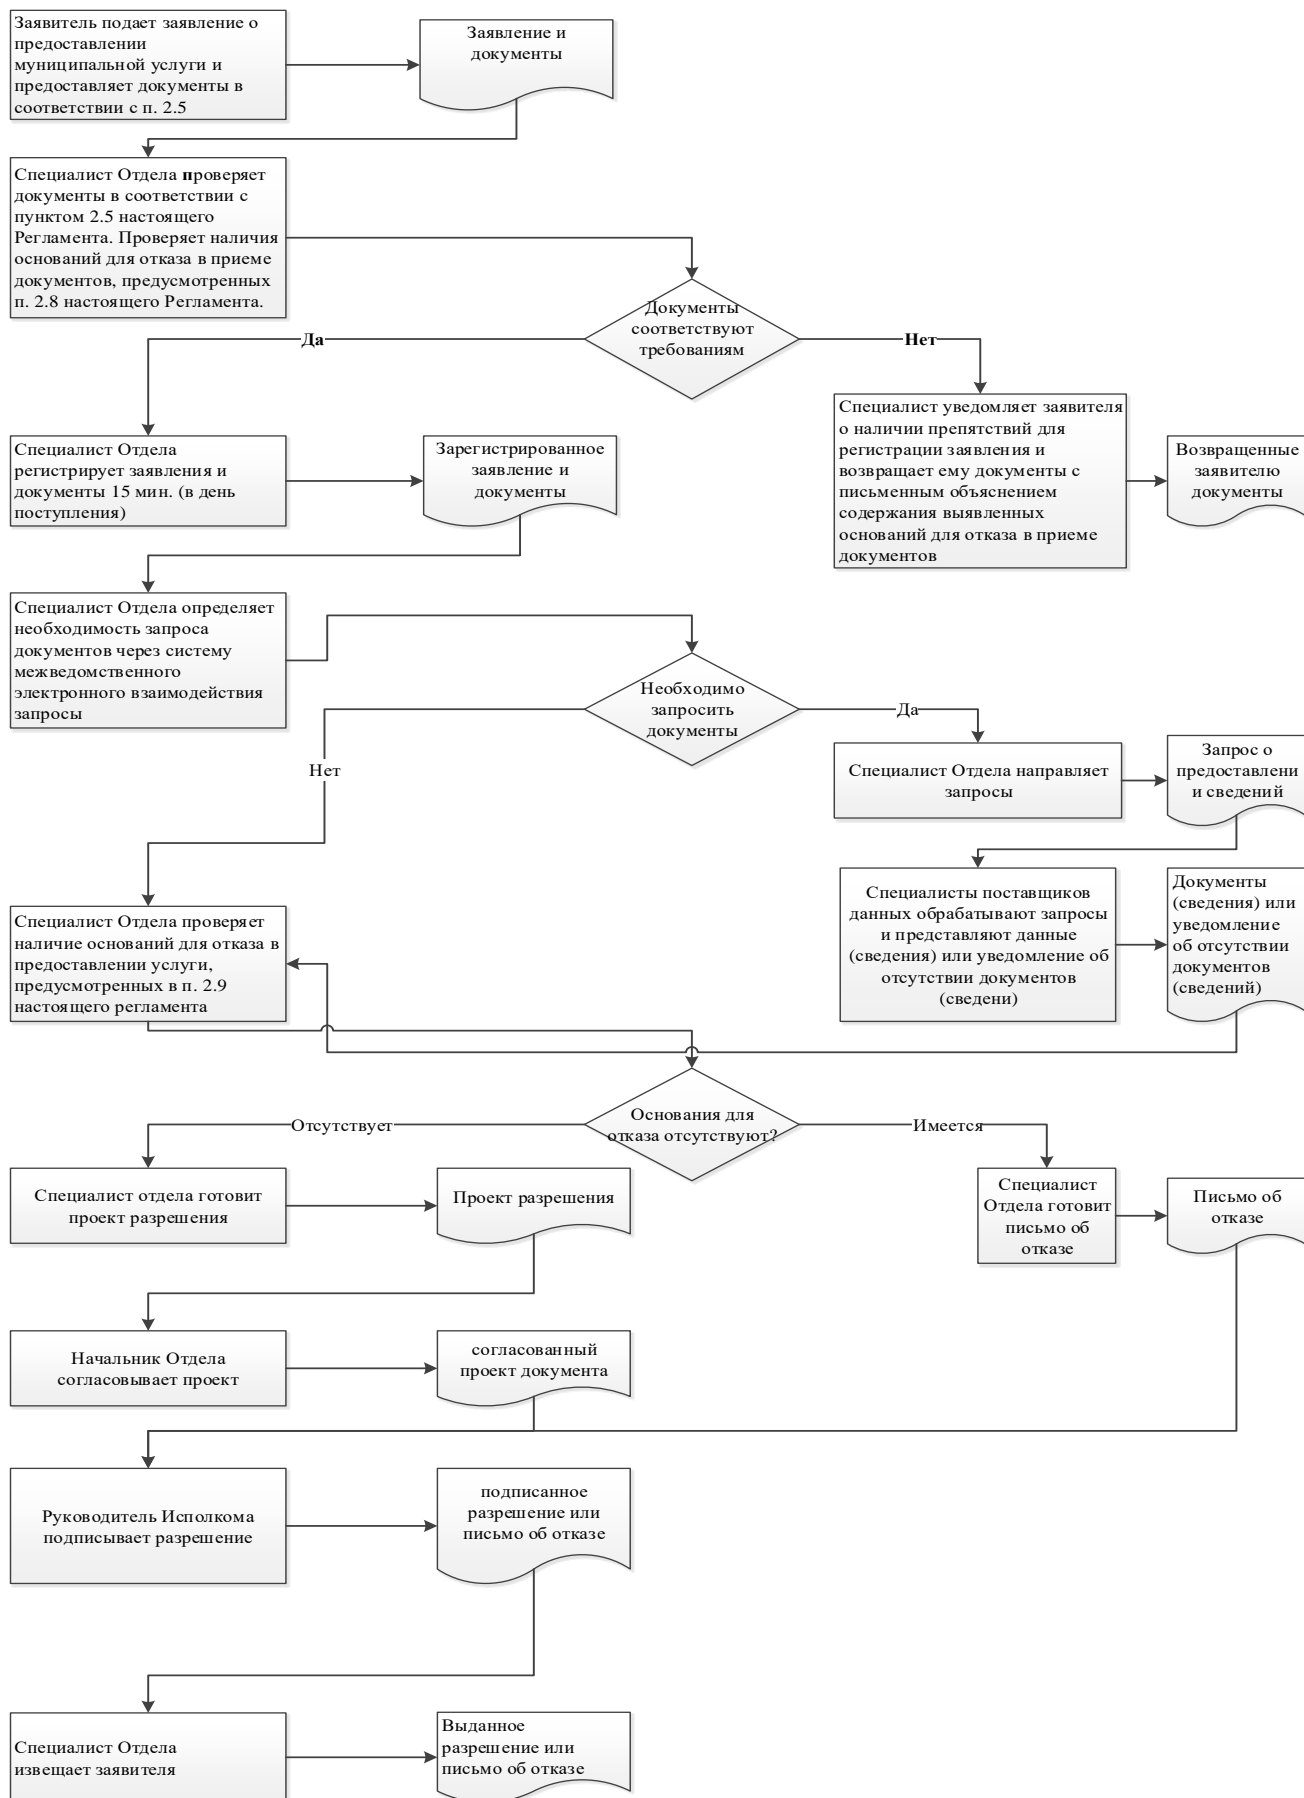 Заявитель подает заявление о
предоставлении
муниципальной услуги и
предоставляет документы в
соответствии с п. 2.5
Заявление и
документы
Специалист Отдела проверяет
документы в соответствии с
пунктом 2.5 настоящего
Регламента. Проверяет наличия
оснований для отказа в приеме
документов, предусмотренных
п. 2.8 настоящего Регламента.
Документы
соответствуют
требованиям
Да
Нет
Специалист Отдела
регистрирует заявления и
документы 15 мин. (в день
поступления)
Зарегистрированное
заявление и
документы
Специалист уведомляет заявителя
о наличии препятствий для
регистрации заявления и
возвращает ему документы с
письменным объяснением
содержания выявленных
оснований для отказа в приеме
документов
Возвращенные
заявителю
документы
Специалист Отдела определяет
необходимость запроса
документов через систему
межведомственного
электронного взаимодействия
запросы
Необходимо
запросить
документы
Да
Нет
Специалист Отдела направляет
запросы
Запрос о
предоставлени
и сведений
Специалисты поставщиков
данных обрабатывают запросы
и представляют данные
(сведения) или уведомление об
отсутствии документов
(сведени)
Документы
(сведения) или
уведомление
об отсутствии
документов
(сведений)
Специалист Отдела проверяет
наличие оснований для отказа в
предоставлении услуги,
предусмотренных в п. 2.9
настоящего регламента
Основания для
отказа отсутствуют?
Отсутствует
Имеется
Специалист отдела готовит
проект разрешения
Проект разрешения
Специалист
Отдела готовит
письмо об
отказе
Письмо об
отказе
Начальник Отдела
согласовывает проект
согласованный
проект документа
Руководитель Исполкома
подписывает разрешение
подписанное
разрешение или
письмо об отказе
Специалист Отдела
извещает заявителя
Выданное
разрешение или
письмо об отказе